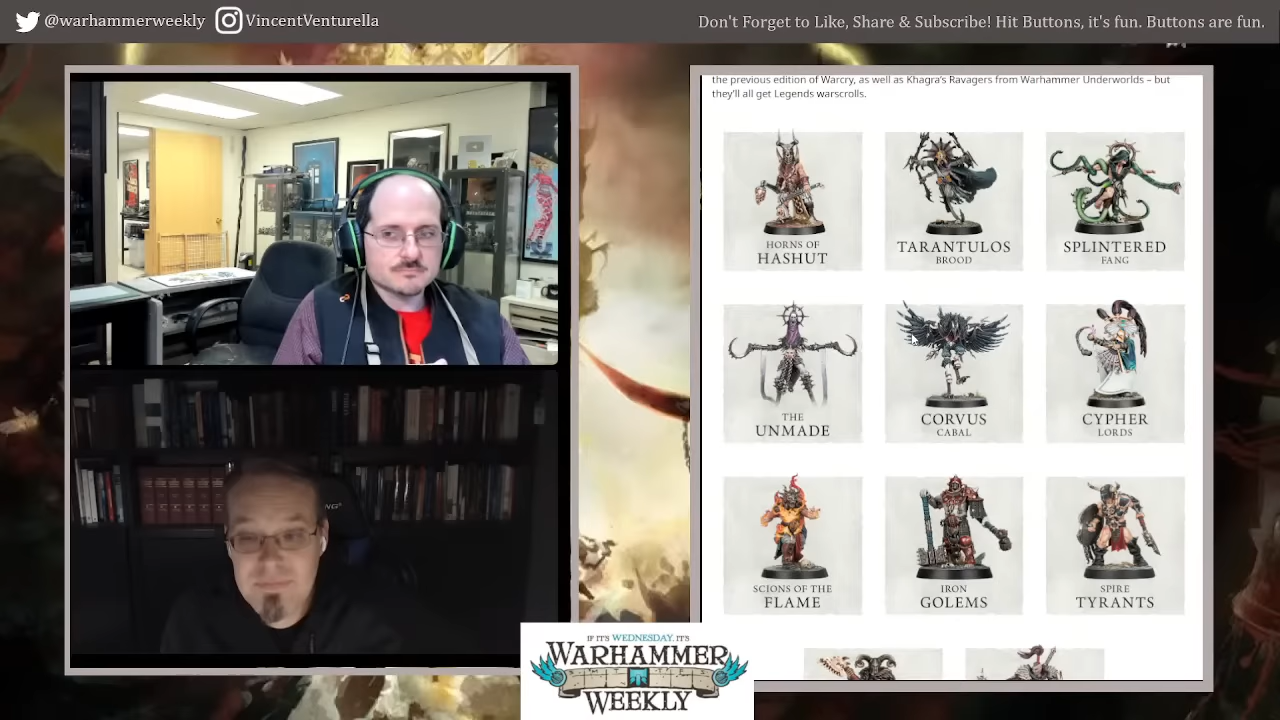 @warhammerweekly VincentVenturella
Don't Forget to Like, Share & Subscribe! Hit Buttons, it's fun. Buttons are fun.
the previous edition of Warcry, as well as Khagra's Ravagers from Warhammer Underworlds – but
they'll all get Legends warscrolls.
HORNS OF
HASHUT
TARANTULOS
BROOD
SPLINTERED
FANG
THE
UNMADE
CORVUS
CABAL
CYPHER
LORDS
SCIONS OF THE
FLAME
IRON
GOLEMS
SPIRE
TYRANTS
IF IT'S WEDNESDAY, IT'S
WARHAMMER
WEEKLY